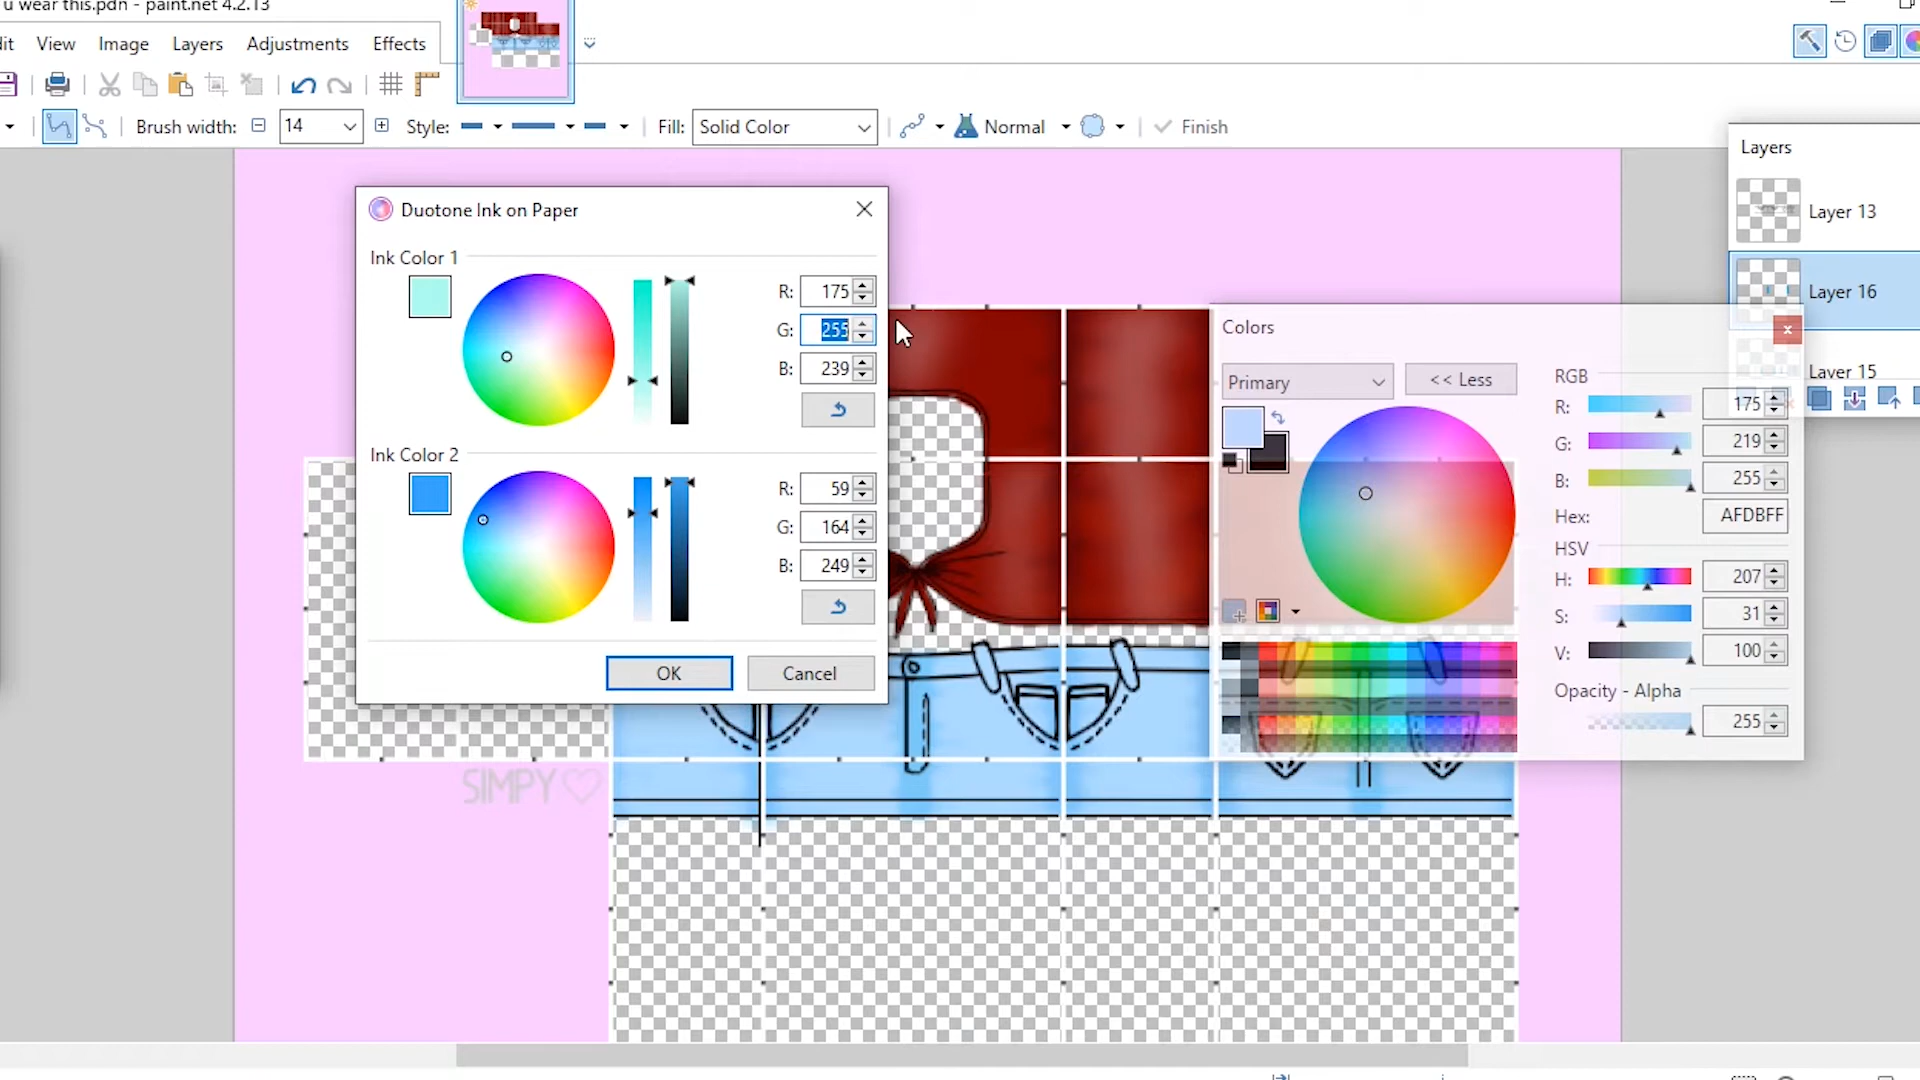 u wear this.pdn - paint.net 4.2.13
it View Image Layers Adjustments Effects
Brush width: 14 Style: Fill: Solid Color Normal Finish
Layers
Layer 13
Layer 16
Layer 15
Duotone Ink on Paper
Ink Color 1
R: 175
G: 255
B: 239
Ink Color 2
R: 59
G: 164
B: 249
OK Cancel
Colors
Primary << Less
RGB
R: 175
G: 219
B: 255
Hex: AFDBFF
HSV
H: 207
S: 31
V: 100
Opacity - Alpha
255
SIMPY